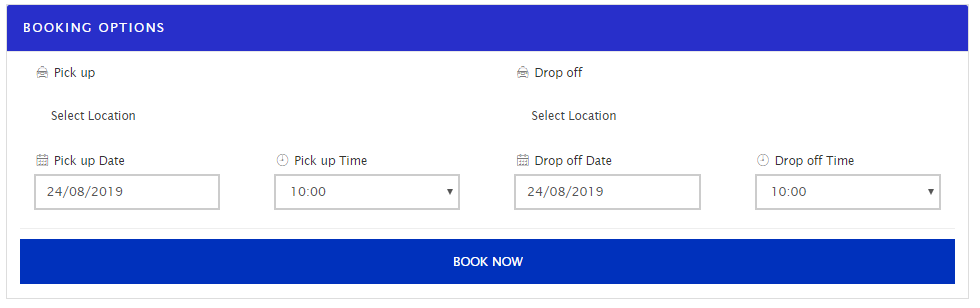 BOOKING OPTIONS
Pick up Drop off
Select Location Select Location
Pick up Date Pick up Time Drop off Date Drop off Time
24/08/2019 10:00 24/08/2019 10:00
BOOK NOW